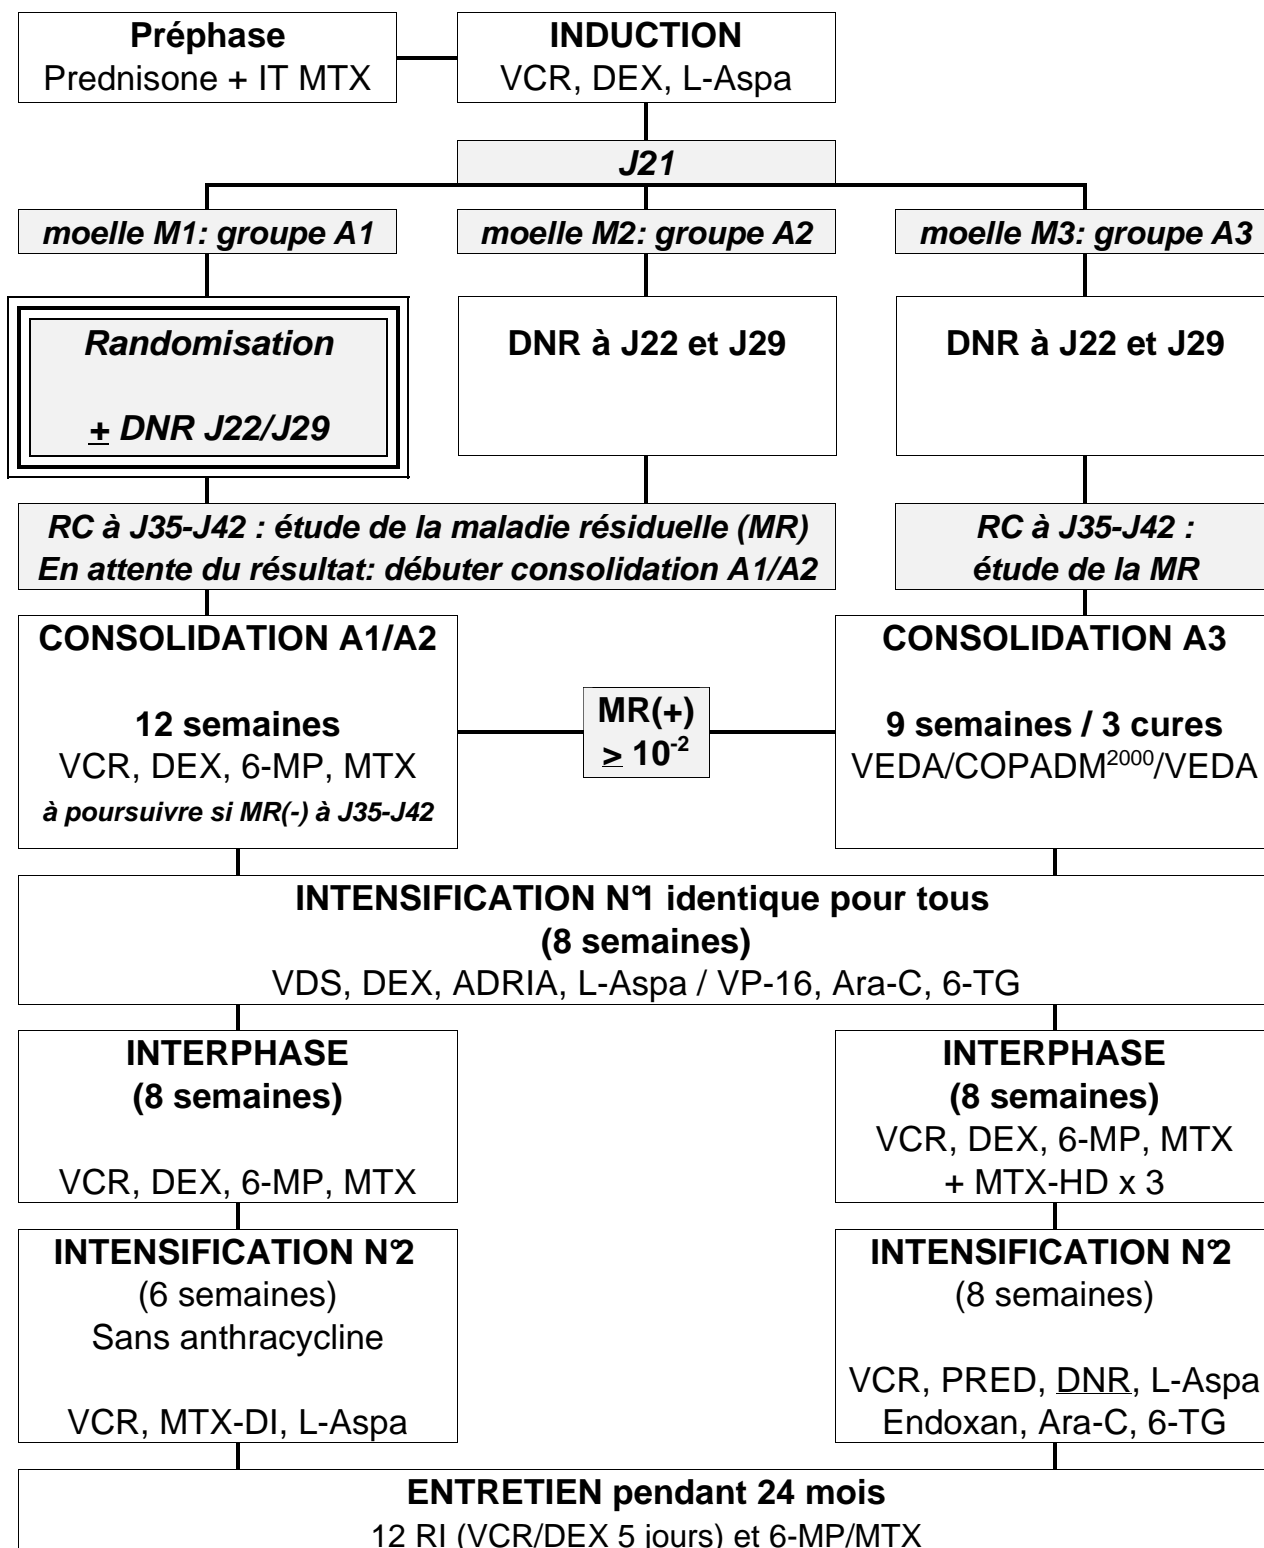 Préphase
Prednisone + IT MTX
INDUCTION
VCR, DEX, L-Aspa
J21
moelle M1: groupe A1
moelle M2: groupe A2
moelle M3: groupe A3
Randomisation
± DNR J22/J29
DNR à J22 et J29
DNR à J22 et J29
RC à J35-J42 : étude de la maladie résiduelle (MR)
En attente du résultat: débuter consolidation A1/A2
RC à J35-J42 :
étude de la MR
CONSOLIDATION A1/A2
12 semaines
VCR, DEX, 6-MP, MTX
à poursuivre si MR(-) à J35-J42
MR(+)
≥ 10⁻²
CONSOLIDATION A3
9 semaines / 3 cures
VEDA/COPADM²⁰⁰⁰/VEDA
INTENSIFICATION N°1 identique pour tous
(8 semaines)
VDS, DEX, ADRIA, L-Aspa / VP-16, Ara-C, 6-TG
INTERPHASE
(8 semaines)
VCR, DEX, 6-MP, MTX
INTERPHASE
(8 semaines)
VCR, DEX, 6-MP, MTX
+ MTX-HD x 3
INTENSIFICATION N°2
(6 semaines)
Sans anthracycline
VCR, MTX-DI, L-Aspa
INTENSIFICATION N°2
(8 semaines)
VCR, PRED, DNR, L-Aspa
Endoxan, Ara-C, 6-TG
ENTRETIEN pendant 24 mois
12 RI (VCR/DEX 5 jours) et 6-MP/MTX